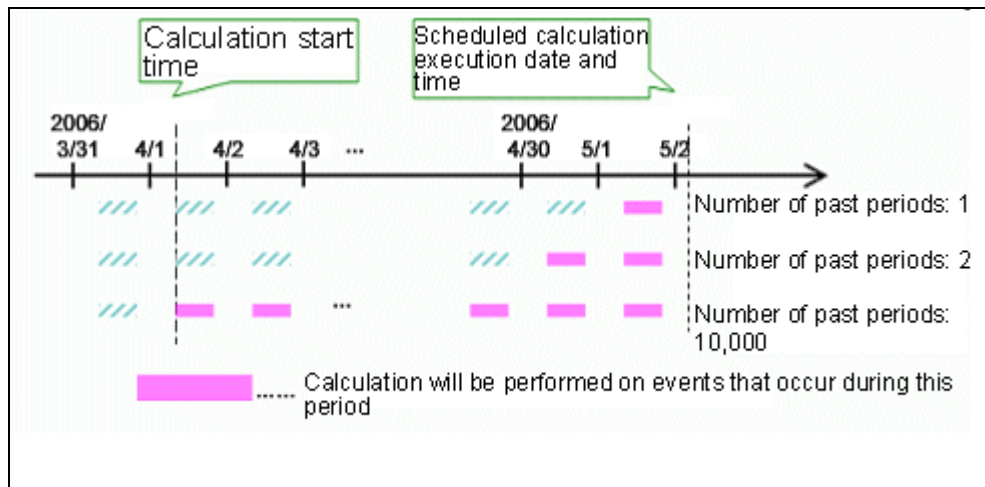 Calculation start
time
Scheduled calculation
execution date and
time
2006/
3/31 4/1 4/2 4/3 ...
2006/
4/30 5/1 5/2
Number of past periods: 1
Number of past periods: 2
...
Number of past periods:
10,000
...... Calculation will be performed on events that occur during this
period